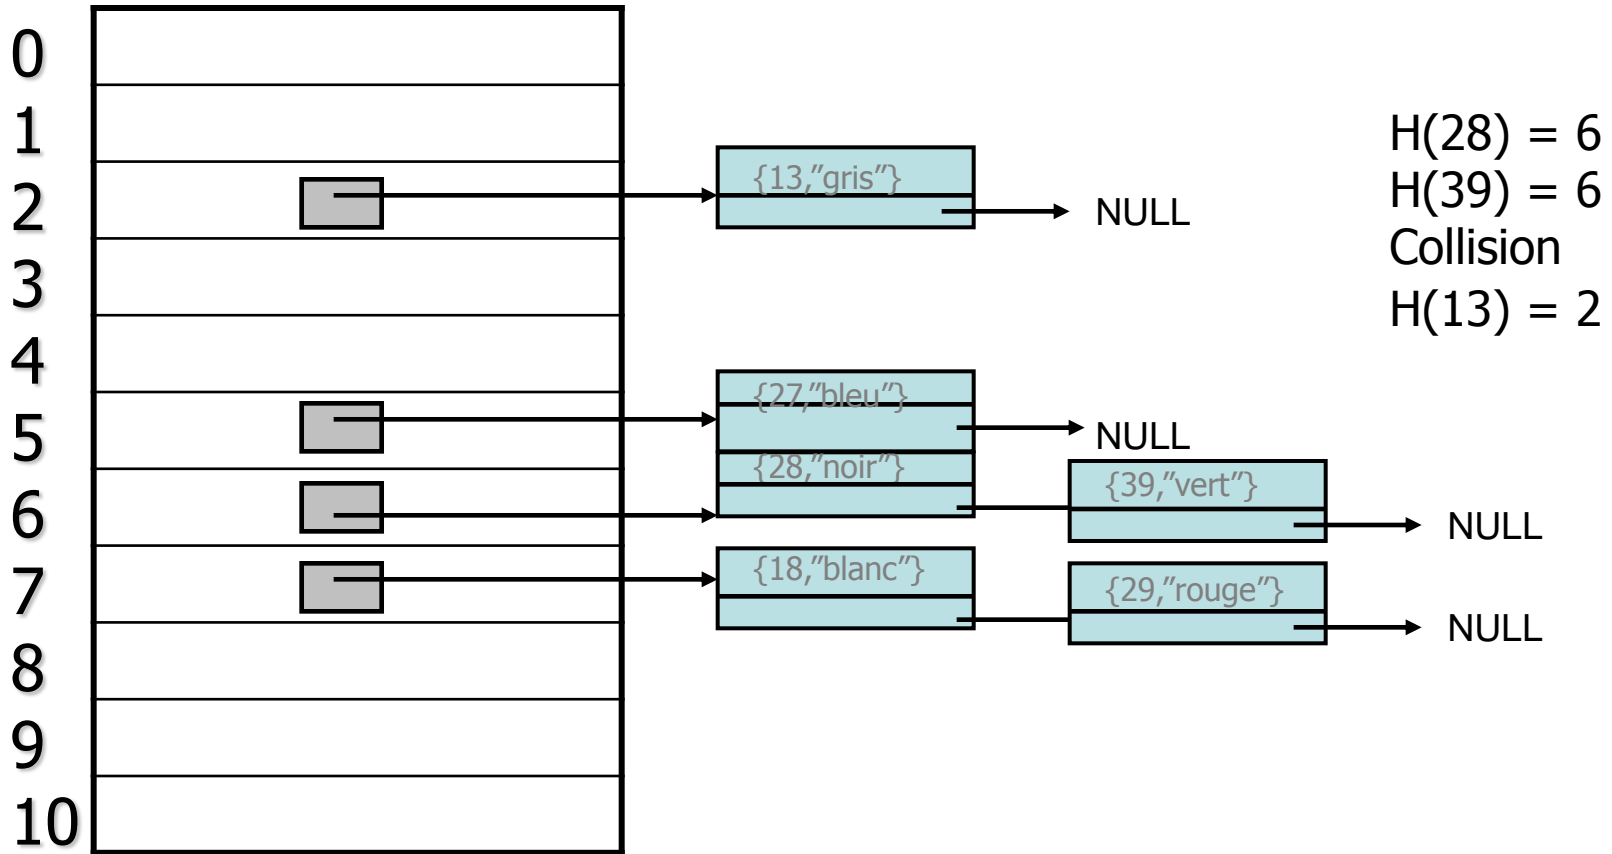 0
1
2
3
4
5
6
7
8
9
10
{13,”gris”}
NULL
{27,”bleu”}
NULL
{28,”noir”}
{39,”vert”}
NULL
{18,”blanc”}
{29,”rouge”}
NULL
H(28) = 6
H(39) = 6
Collision
H(13) = 2